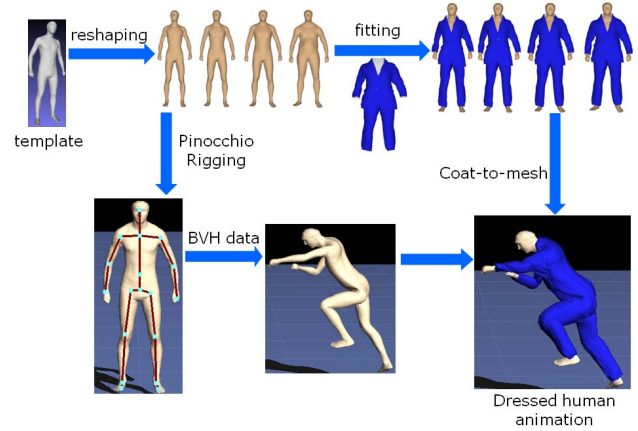 reshaping
fitting
template
Pinocchio
Rigging
Coat-to-mesh
BVH data
Dressed human
animation